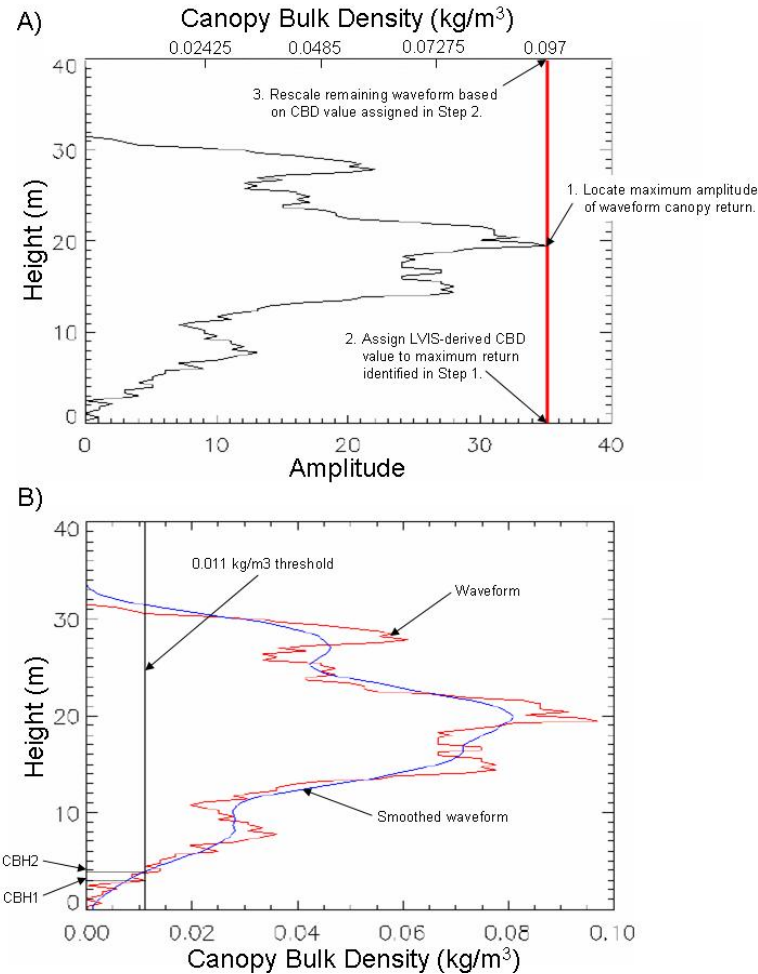 A)
Canopy Bulk Density (kg/m³)
0.02425 0.0485 0.07275 0.097
40
3. Rescale remaining waveform based
on CBD value assigned in Step 2.
30
1. Locate maximum amplitude
of waveform canopy return.
Height (m)
20
10
2. Assign LVIS-derived CBD
value to maximum return
identified in Step 1.
0
0 10 20 30 40
Amplitude
B)
40
0.011 kg/m3 threshold
Waveform
30
Height (m)
20
Smoothed waveform
10
CBH2
CBH1
0
0.00 0.02 0.04 0.06 0.08 0.10
Canopy Bulk Density (kg/m³)